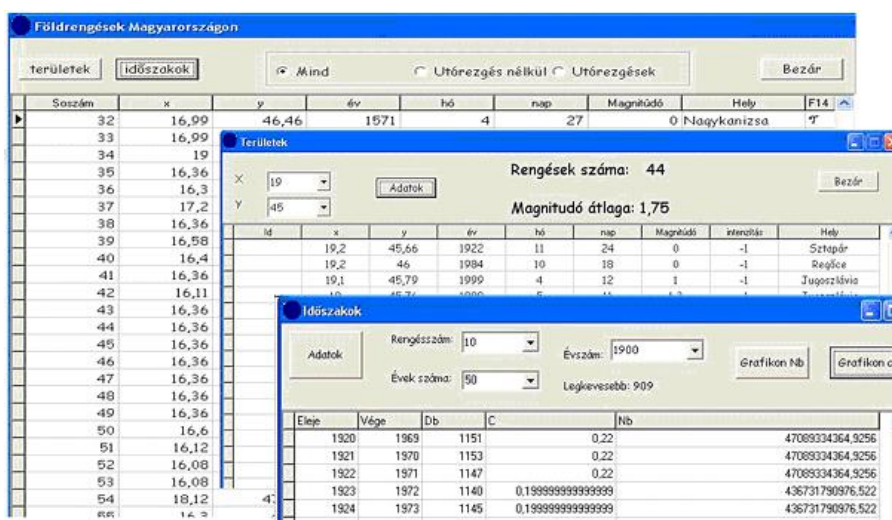 Földrengések Magyarországon
területek időszakok Mind Utórezgés nélkül Utórezgések Bezár
Soszám x y év hó nap Magnitúdó Hely F14
32 16,99 46,46 1571 4 27 0 Nagykanizsa
33 16,99
34 19
35 16,36
36 16,3
37 17,2
38 16,36
39 16,58
40 16,4
41 16,36
42 16,11
43 16,36
44 16,36
45 16,36
46 16,36
47 16,36
48 16,36
49 16,36
50 16,6
51 16,12
52 16,08
53 16,08
54 18,12
Területek
X 19 Adatok Rengések száma: 44 Bezár
Y 45 Magnitudó átlaga: 1,75
Id x y év hó nap Magnitúdó intenzitás Hely
19,2 45,66 1922 11 24 0 -1 Sztapár
19,2 46 1984 10 18 0 -1 Regőce
19,1 45,79 1999 4 12 1 -1 Jugoszlávia
Időszakok
Adatok Rengésszám: 10 Évszám: 1900 Grafikon Nb Grafikon
Évek száma: 50 Legkevesebb: 909
Eleje Vége Db C Nb
1920 1969 1151 0,22 47089334364,9256
1921 1970 1153 0,22 47089334364,9256
1922 1971 1147 0,22 47089334364,9256
1923 1972 1140 0,199999999999999 436731790976,522
1924 1973 1145 0,199999999999999 436731790976,522